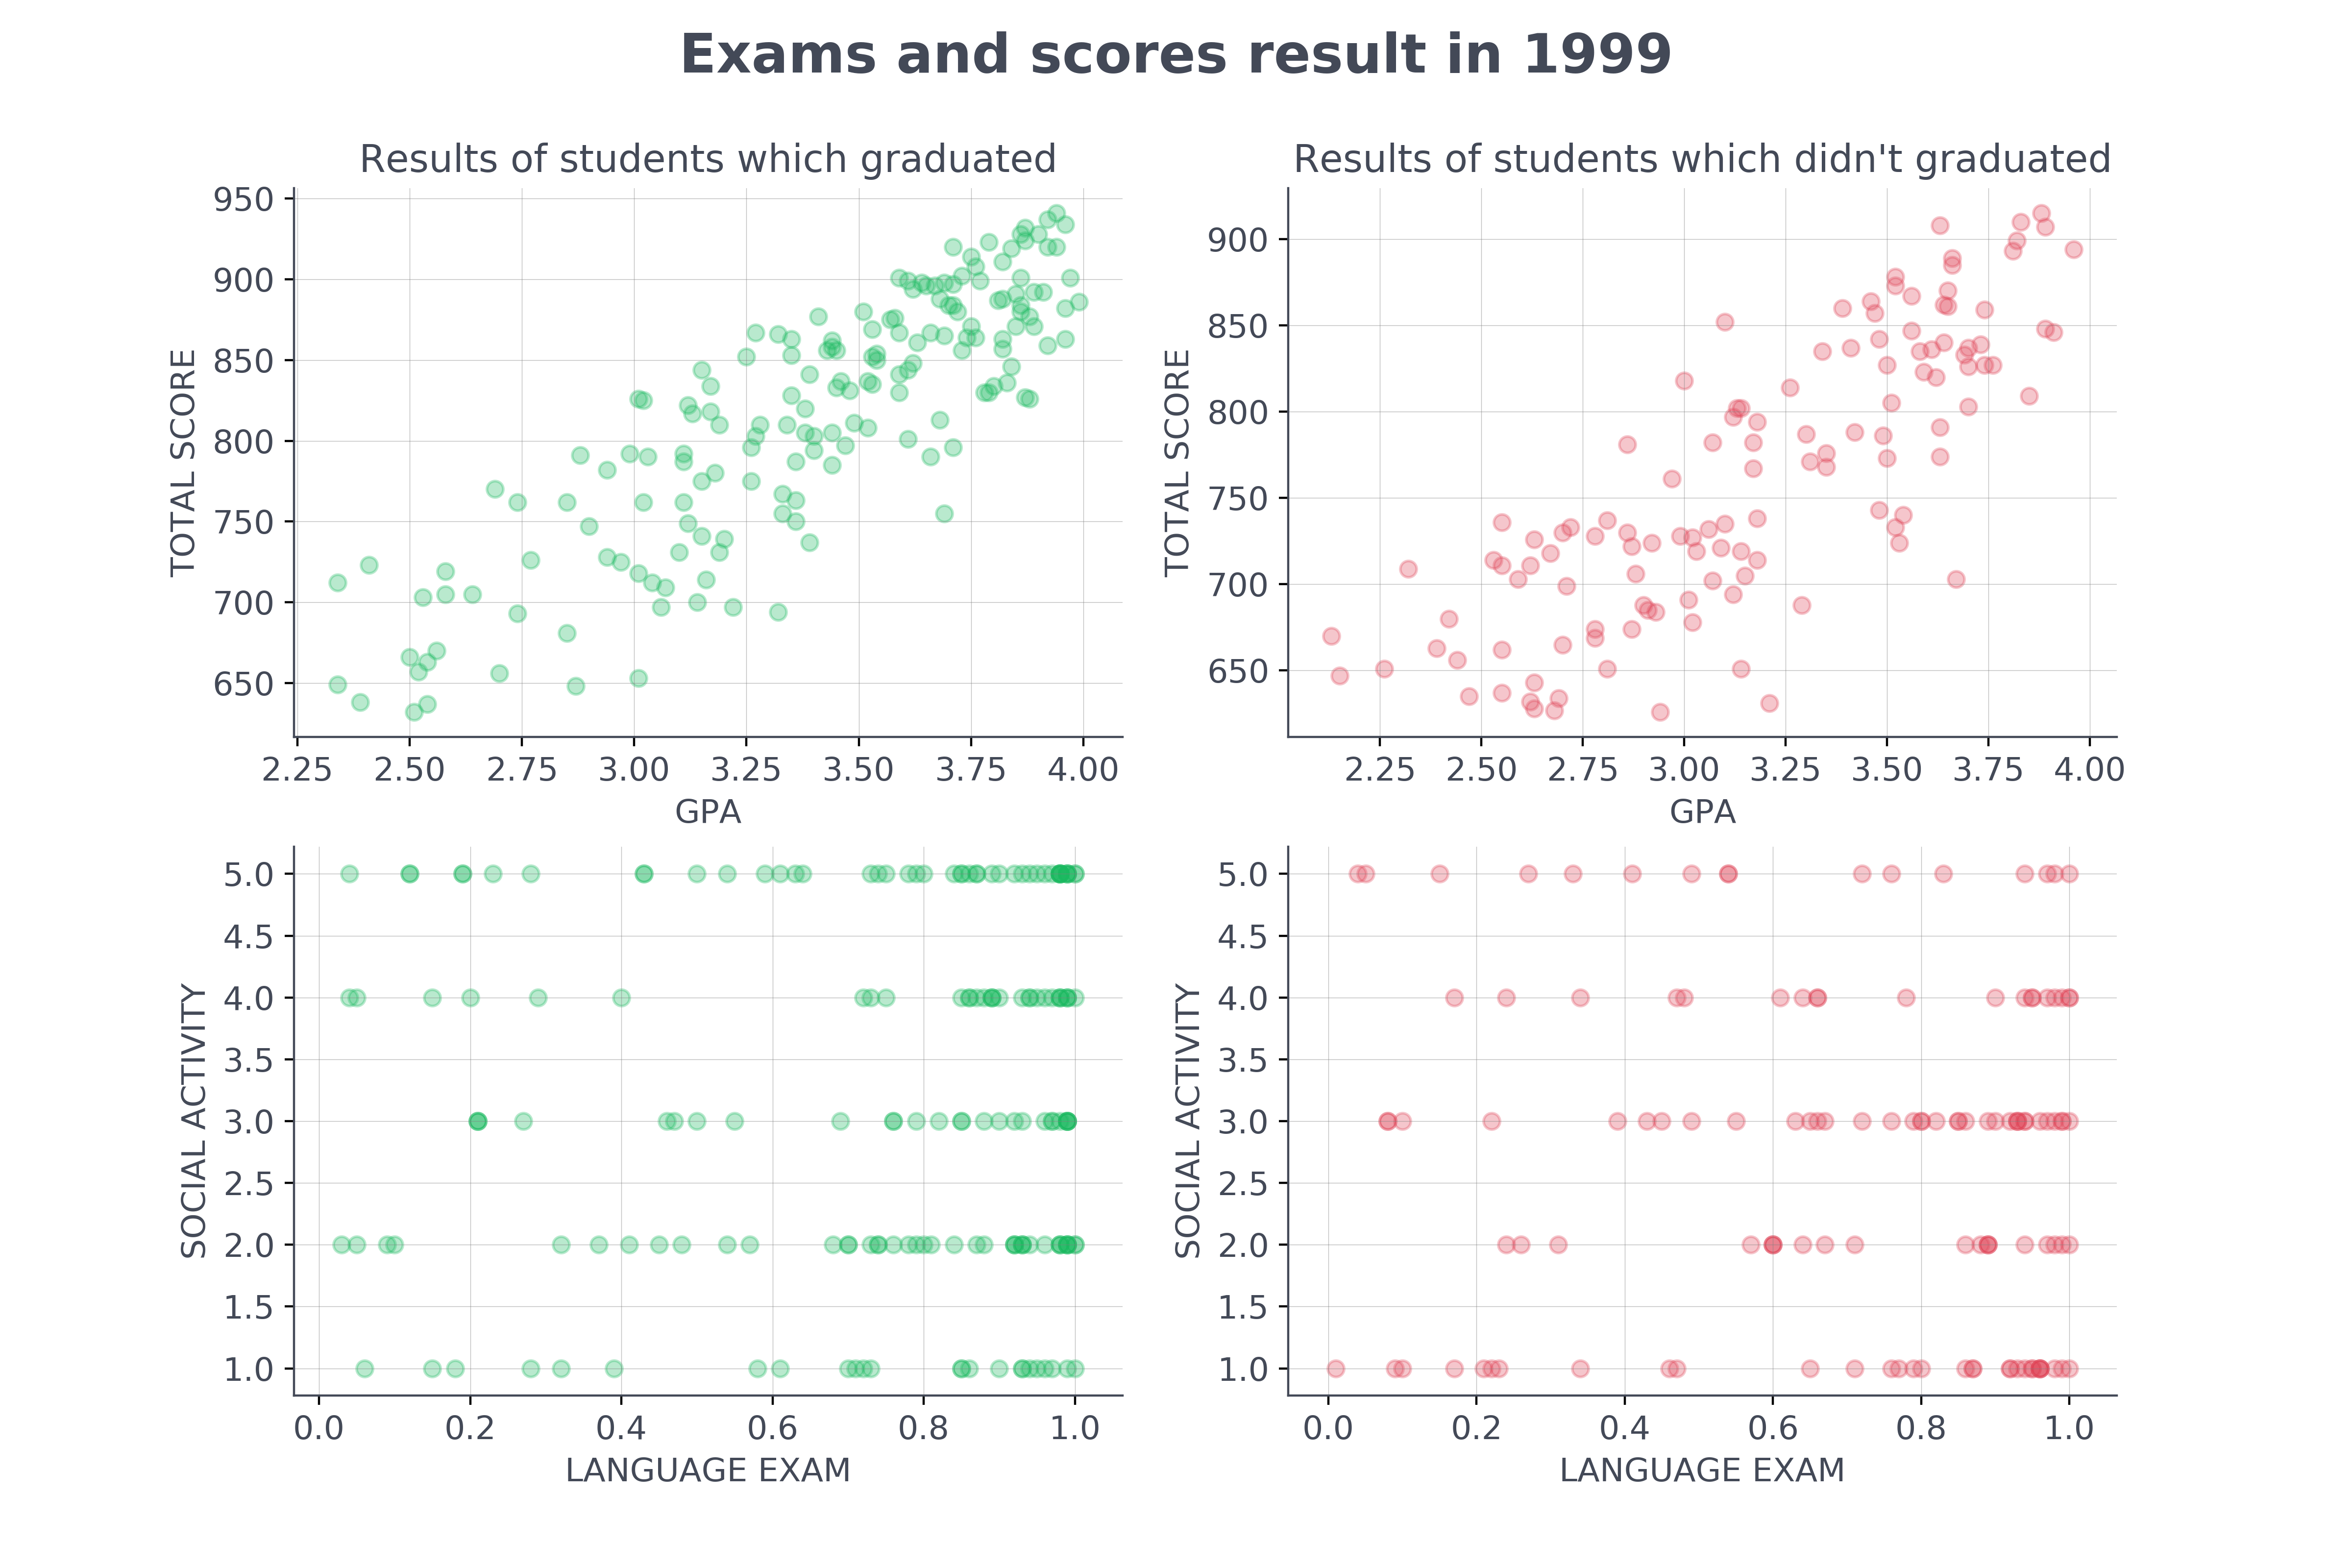 Exams and scores result in 1999
Results of students which graduated
950
900
850
800
750
700
650
TOTAL SCORE
2.25 2.50 2.75 3.00 3.25 3.50 3.75 4.00
GPA
Results of students which didn't graduated
900
850
800
750
700
650
TOTAL SCORE
2.25 2.50 2.75 3.00 3.25 3.50 3.75 4.00
GPA
5.0
4.5
4.0
3.5
3.0
2.5
2.0
1.5
1.0
SOCIAL ACTIVITY
0.0 0.2 0.4 0.6 0.8 1.0
LANGUAGE EXAM
5.0
4.5
4.0
3.5
3.0
2.5
2.0
1.5
1.0
SOCIAL ACTIVITY
0.0 0.2 0.4 0.6 0.8 1.0
LANGUAGE EXAM